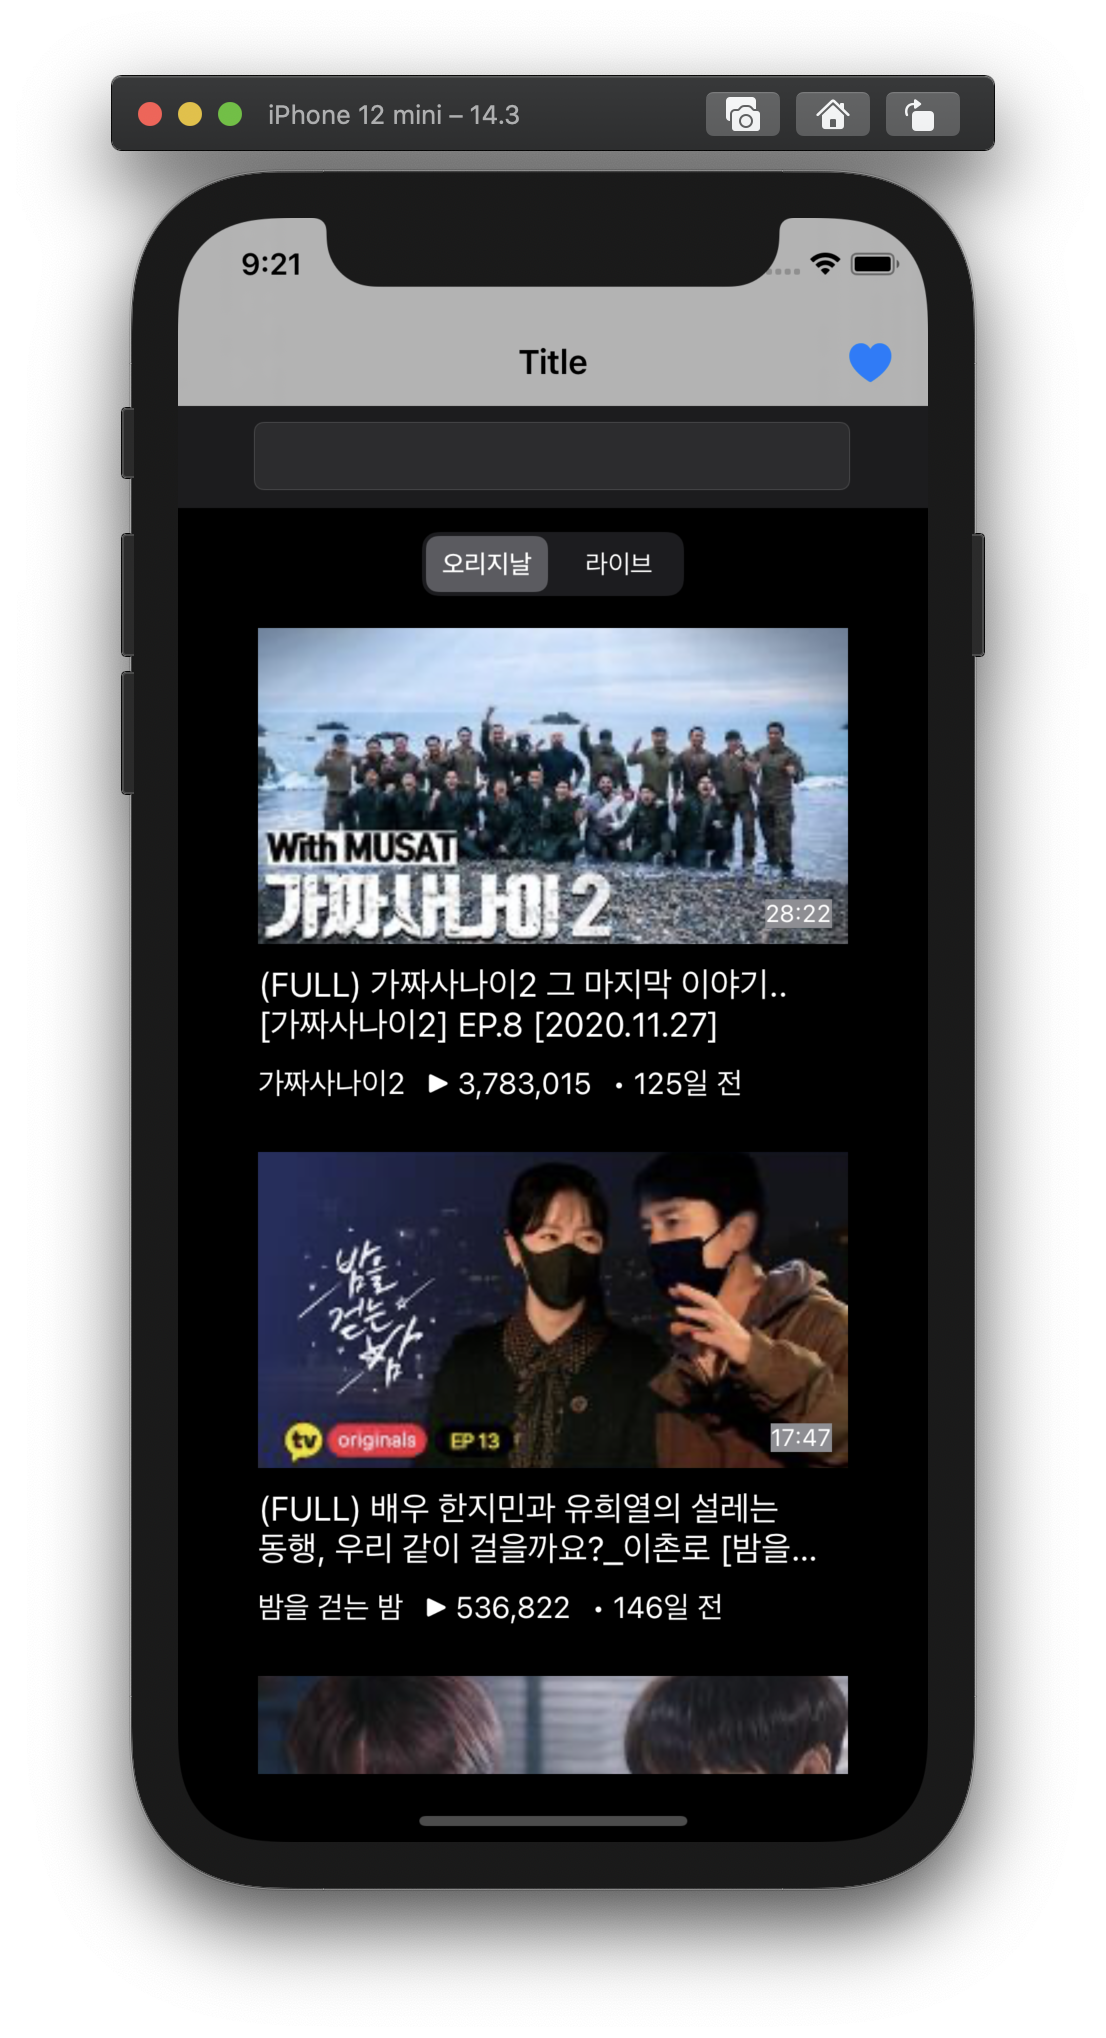 iPhone 12 mini – 14.3
9:21
Title
오리지날 라이브
With MUSAT
가짜사나이2
28:22
(FULL) 가짜사나이2 그 마지막 이야기..
[가짜사나이2] EP.8 [2020.11.27]
가짜사나이2 ▶ 3,783,015 • 125일 전
밤을
걷는
밤
tv originals EP 13
17:47
(FULL) 배우 한지민과 유희열의 설레는
동행, 우리 같이 걸을까요?_이촌로 [밤을...
밤을 걷는 밤 ▶ 536,822 • 146일 전